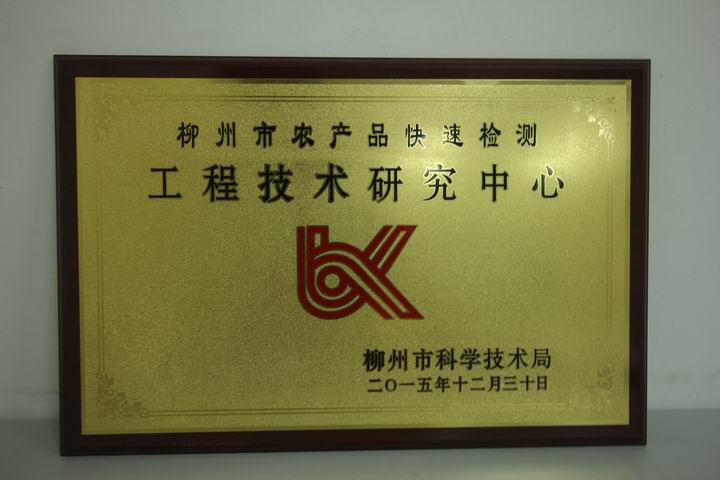 柳州市农产品快速检测
工程技术研究中心
柳州市科学技术局
二〇一五年十二月三十日